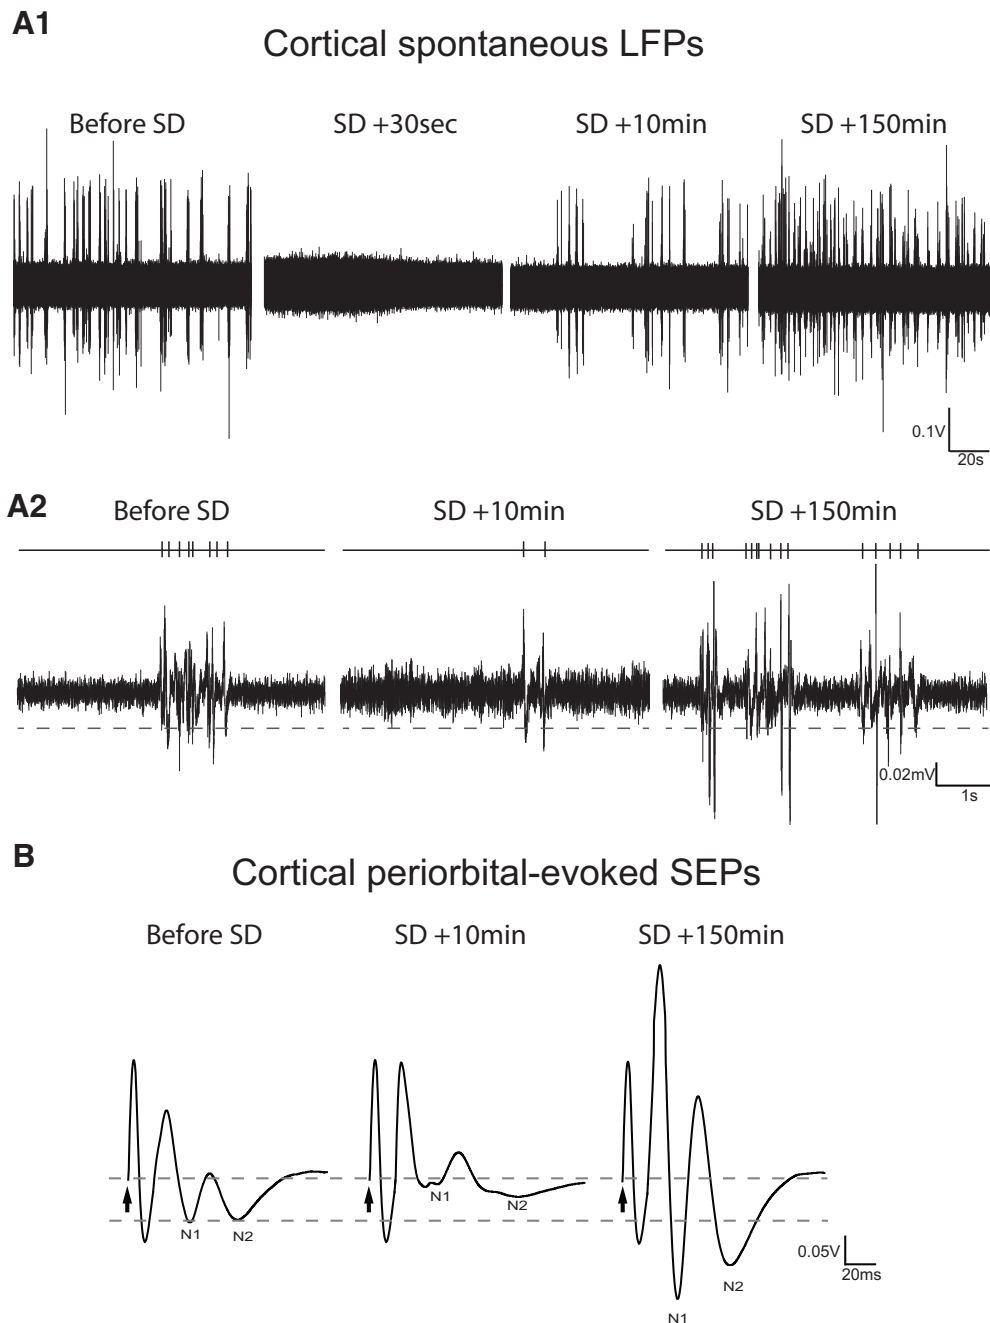 A1
Cortical spontaneous LFPs
Before SD SD +30sec SD +10min SD +150min
0.1V
20s
A2
Before SD SD +10min SD +150min
0.02mV
1s
B
Cortical periorbital-evoked SEPs
Before SD SD +10min SD +150min
N1 N2 N1 N2 N1 N2
0.05V
20ms